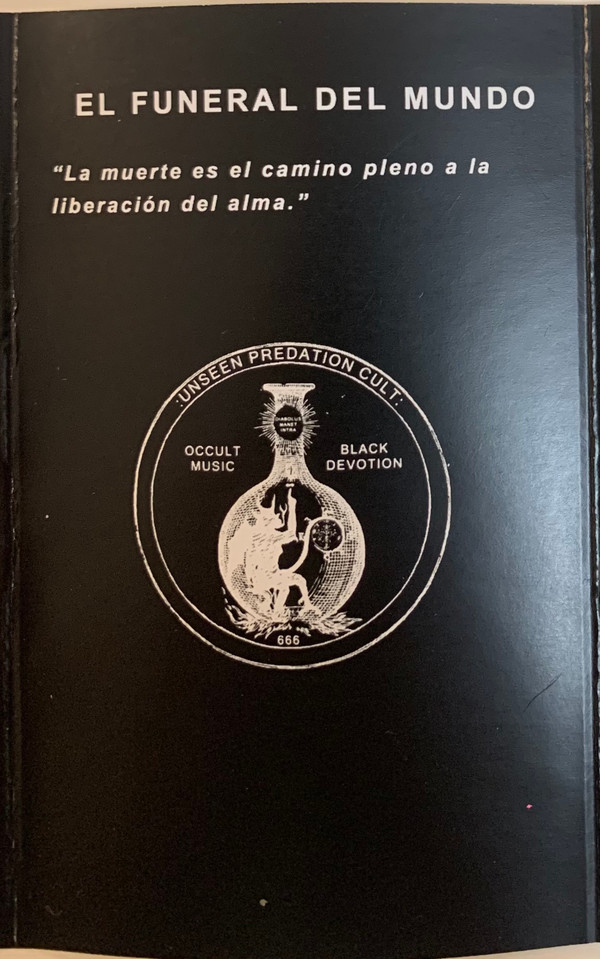 EL FUNERAL DEL MUNDO
“La muerte es el camino pleno a la
liberación del alma.”
:UNSEEN PREDATION CULT:
DIABOLUS
MANET
INTRA
OCCULT
MUSIC
BLACK
DEVOTION
666